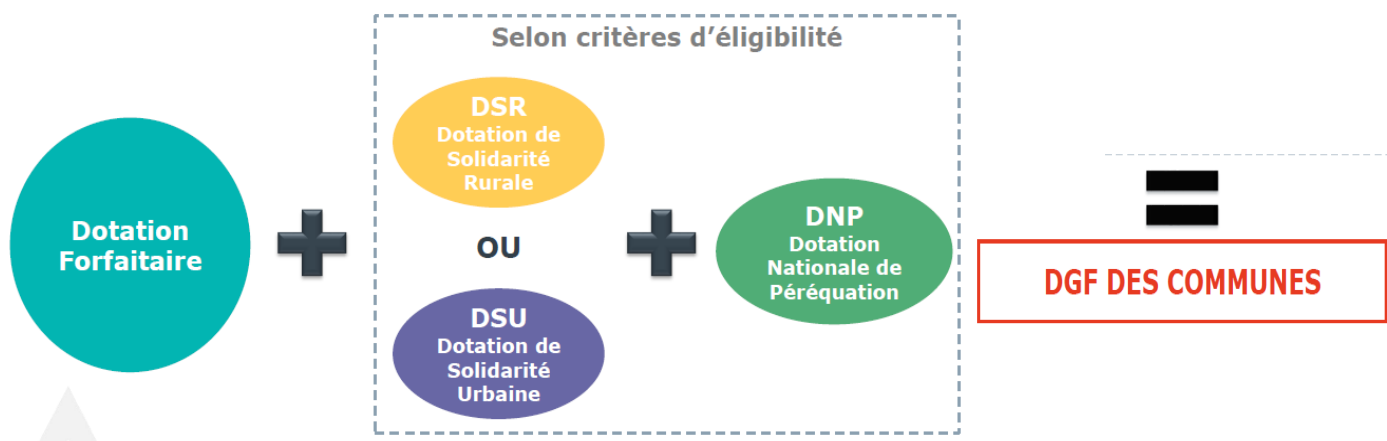 Selon critères d’éligibilité
Dotation
Forfaitaire
DSR
Dotation de
Solidarité
Rurale
OU
DSU
Dotation de
Solidarité
Urbaine
DNP
Dotation
Nationale de
Péréquation
DGF DES COMMUNES